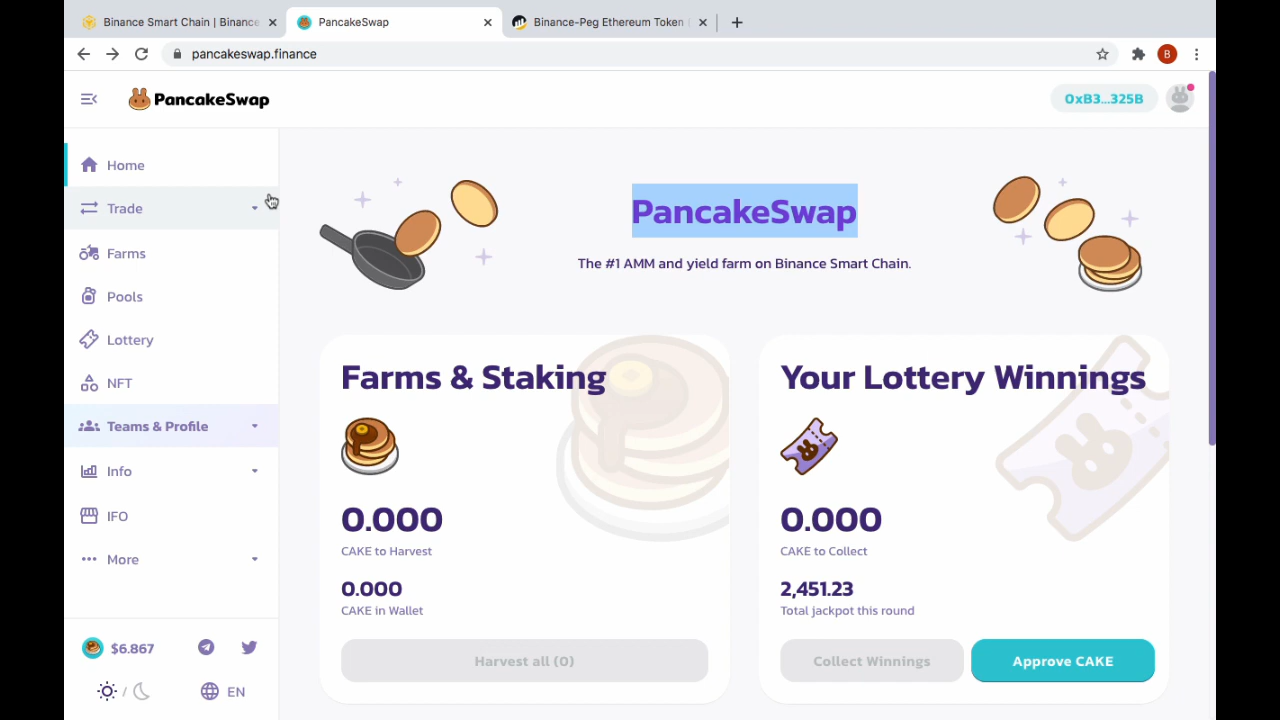 Binance Smart Chain | Binance
PancakeSwap
Binance-Peg Ethereum Token
pancakeswap.finance
B
PancakeSwap
0xB3...325B
Home
Trade
Farms
Pools
Lottery
NFT
Teams & Profile
Info
IFO
More
$6.867
EN
PancakeSwap
The #1 AMM and yield farm on Binance Smart Chain.
Farms & Staking
0.000
CAKE to Harvest
0.000
CAKE in Wallet
Harvest all (0)
Your Lottery Winnings
0.000
CAKE to Collect
2,451.23
Total jackpot this round
Collect Winnings
Approve CAKE